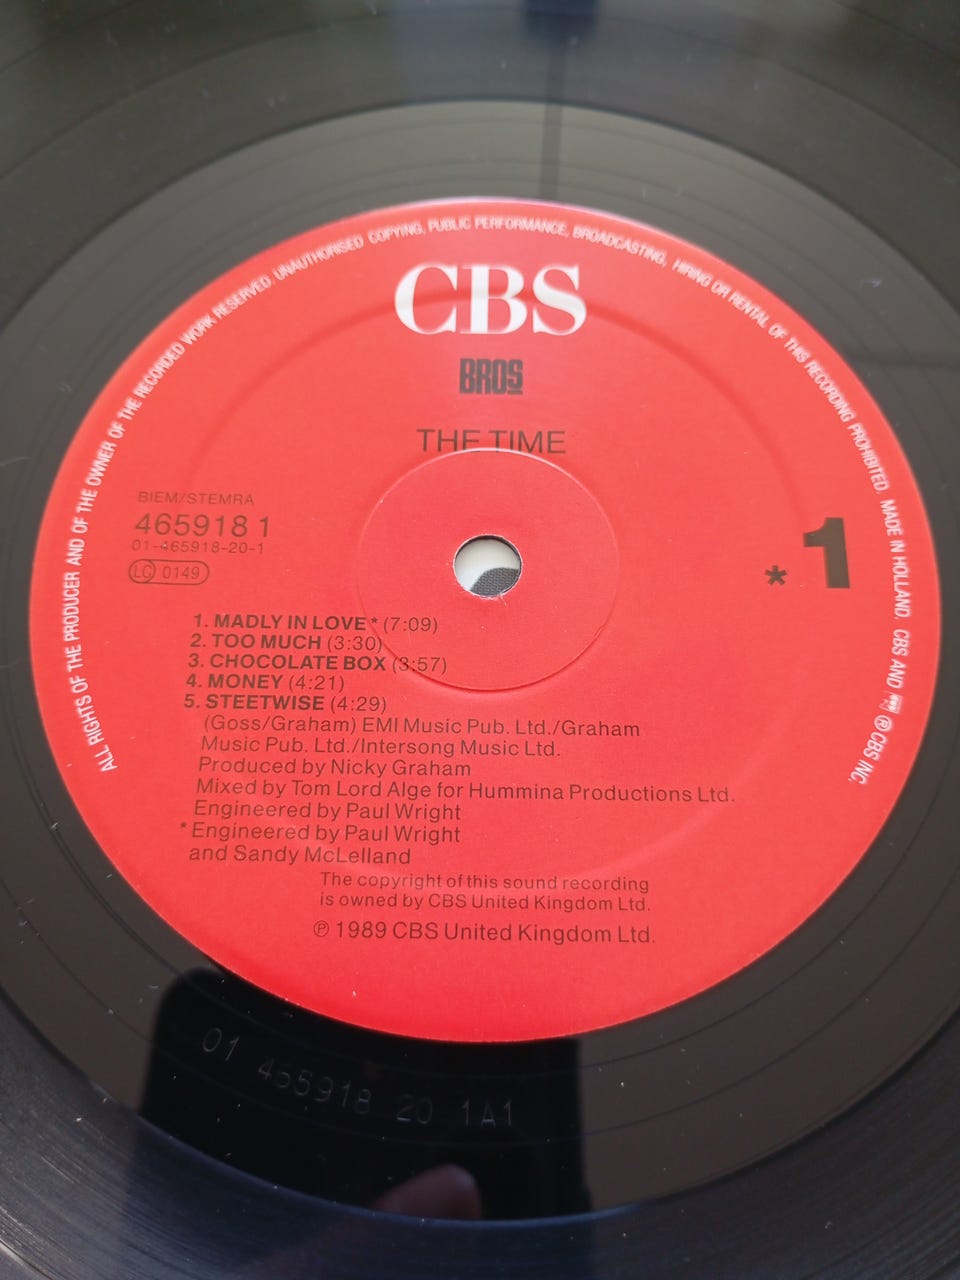 ALL RIGHTS OF THE PRODUCER AND OF THE OWNER OF THE RECORDED WORK RESERVED. UNAUTHORISED COPYING, PUBLIC PERFORMANCE, BROADCASTING, HIRING OR RENTAL OF THIS RECORDING PROHIBITED. MADE IN HOLLAND. CBS AND ℗ CBS INC.
CBS
BROS
THE TIME
BIEM/STEMRA
465918 1
01-465918-20-1
LC 0149
* 1
1. MADLY IN LOVE * (7:09)
2. TOO MUCH (3:30)
3. CHOCOLATE BOX (3:57)
4. MONEY (4:21)
5. STEETWISE (4:29)
(Goss/Graham) EMI Music Pub. Ltd./Graham
Music Pub. Ltd./Intersong Music Ltd.
Produced by Nicky Graham
Mixed by Tom Lord Alge for Hummina Productions Ltd.
Engineered by Paul Wright
* Engineered by Paul Wright
and Sandy McLelland
The copyright of this sound recording
is owned by CBS United Kingdom Ltd.
℗ 1989 CBS United Kingdom Ltd.
01 465918 20 1A1